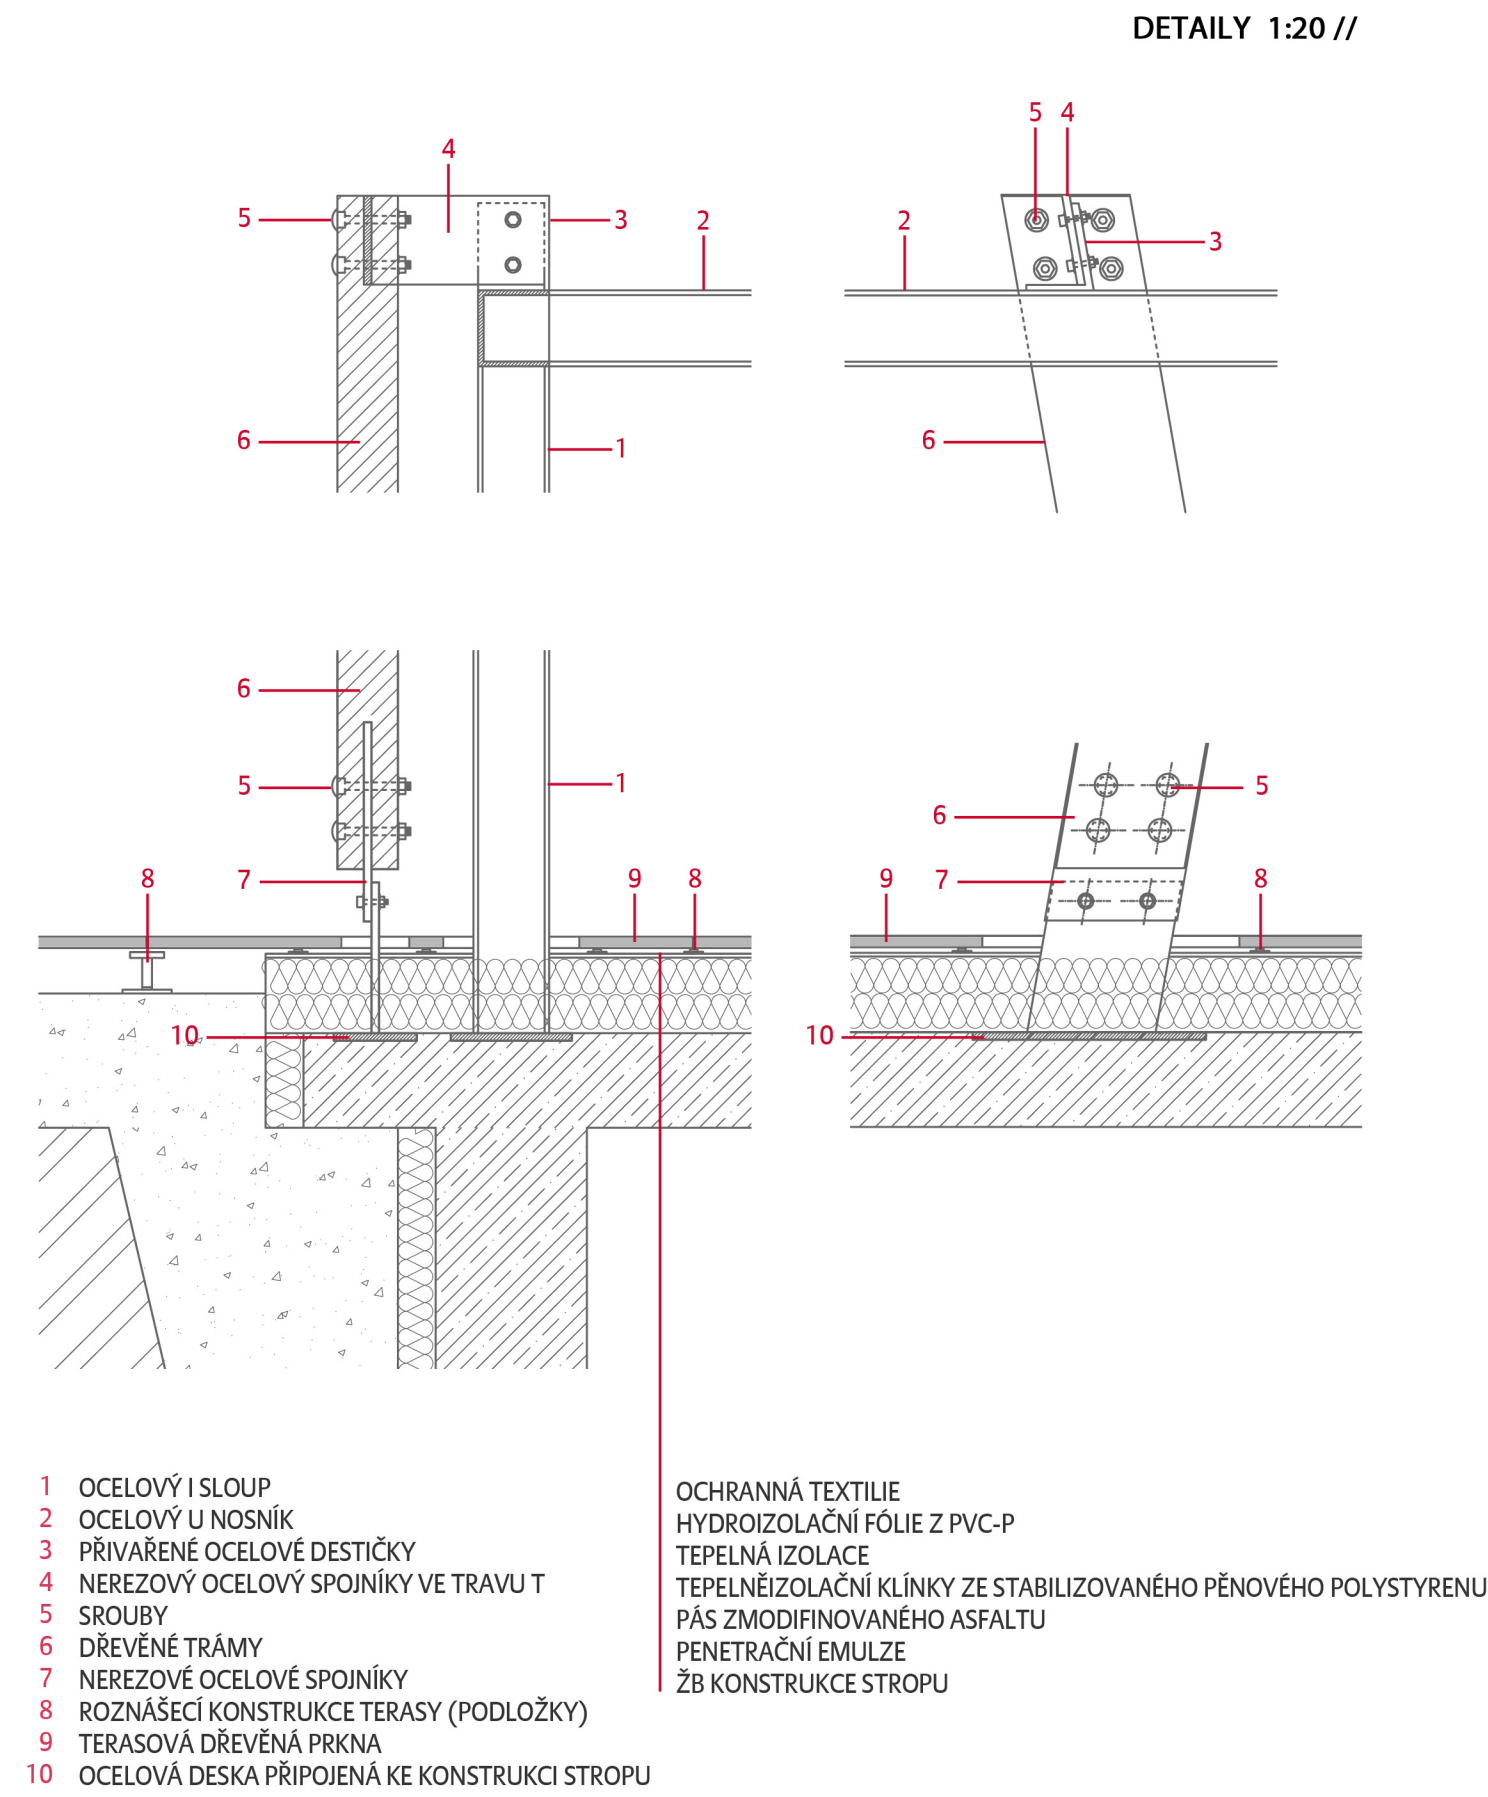 DETAILY 1:20 //
5 4
4
5 3 2 2 3
6 1 6
6
5 1 5
6
8 7 9 8 9 7 8
10 10
1 OCELOVÝ I SLOUP
2 OCELOVÝ U NOSNÍK
3 PŘIVAŘENÉ OCELOVÉ DESTIČKY
4 NEREZOVÝ OCELOVÝ SPOJNÍKY VE TRAVU T
5 SROUBY
6 DŘEVĚNÉ TRÁMY
7 NEREZOVÉ OCELOVÉ SPOJNÍKY
8 ROZNÁŠECÍ KONSTRUKCE TERASY (PODLOŽKY)
9 TERASOVÁ DŘEVĚNÁ PRKNA
10 OCELOVÁ DESKA PŘIPOJENÁ KE KONSTRUKCI STROPU
OCHRANNÁ TEXTILIE
HYDROIZOLAČNÍ FÓLIE Z PVC-P
TEPELNÁ IZOLACE
TEPELNĚIZOLAČNÍ KLÍNKY ZE STABILIZOVANÉHO PĚNOVÉHO POLYSTYRENU
PÁS ZMODIFINOVANÉHO ASFALTU
PENETRAČNÍ EMULZE
ŽB KONSTRUKCE STROPU